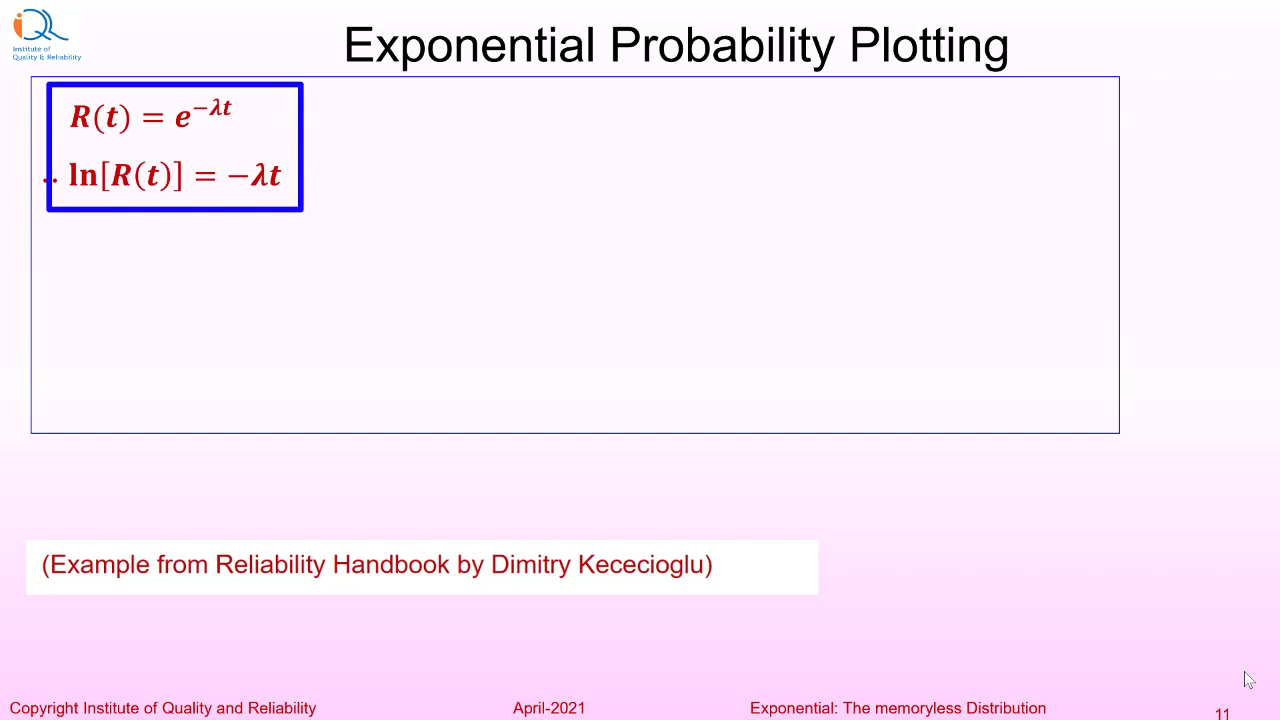 iQR
Institute of
Quality & Reliability
Exponential Probability Plotting
R(t) = e^{−λt}
∴ ln[R(t)] = −λt
(Example from Reliability Handbook by Dimitry Kececioglu)
Copyright Institute of Quality and Reliability April-2021 Exponential: The memoryless Distribution 11